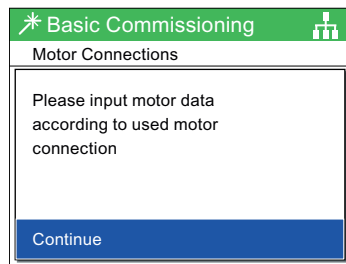 Basic Commissioning
Motor Connections
Please input motor data
according to used motor
connection
Continue